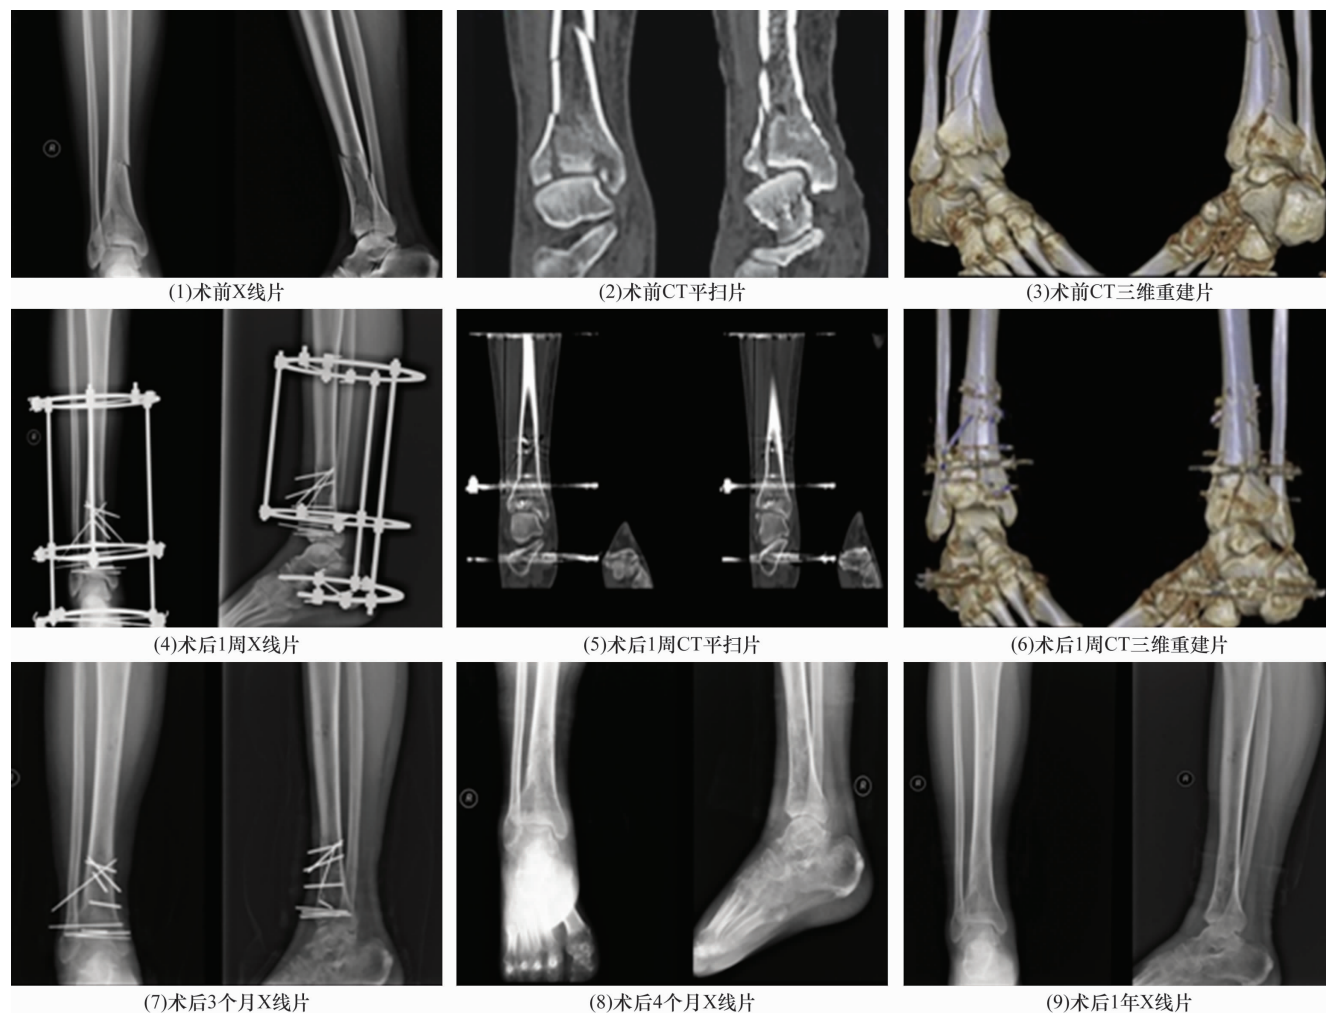 R
(1)术前X线片
(2)术前CT平扫片
(3)术前CT三维重建片
(4)术后1周X线片
(5)术后1周CT平扫片
(6)术后1周CT三维重建片
(7)术后3个月X线片
R
R
(8)术后4个月X线片
(9)术后1年X线片